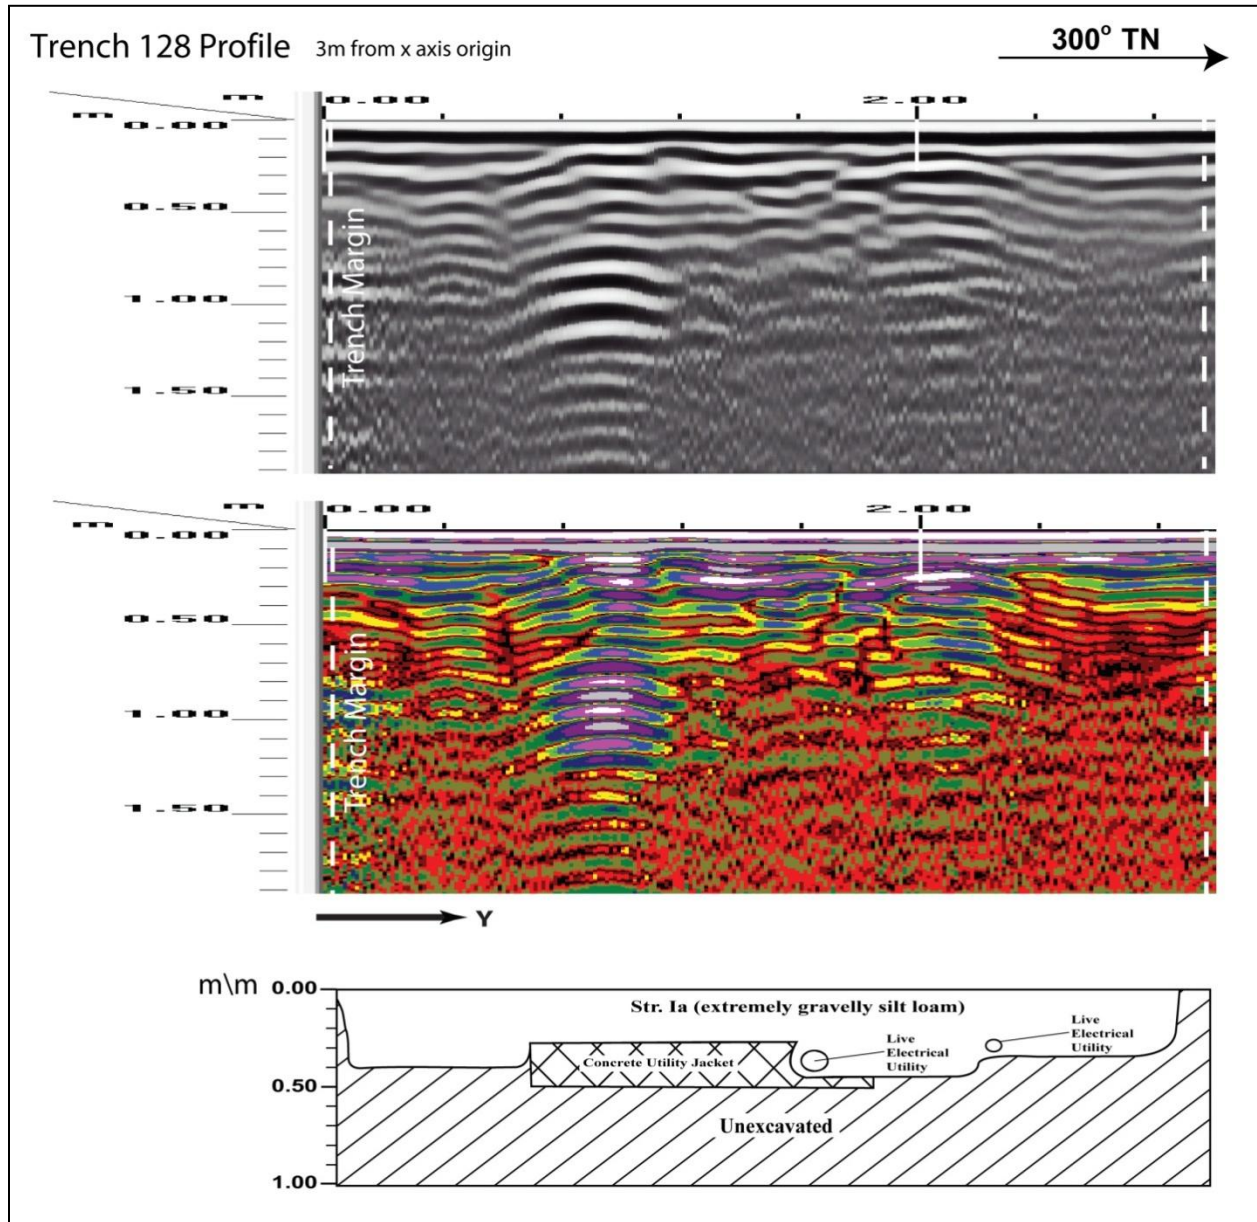 Trench 128 Profile 3m from x axis origin
300° TN
m 0.00 2.00
m 0.00
0.50
1.00
1.50
Trench Margin
m 0.00 2.00
m 0.00
0.50
1.00
1.50
Trench Margin
Y
m\m 0.00
Str. Ia (extremely gravelly silt loam)
Live
Electrical
Utility
Live
Electrical
Utility
Concrete Utility Jacket
0.50
Unexcavated
1.00